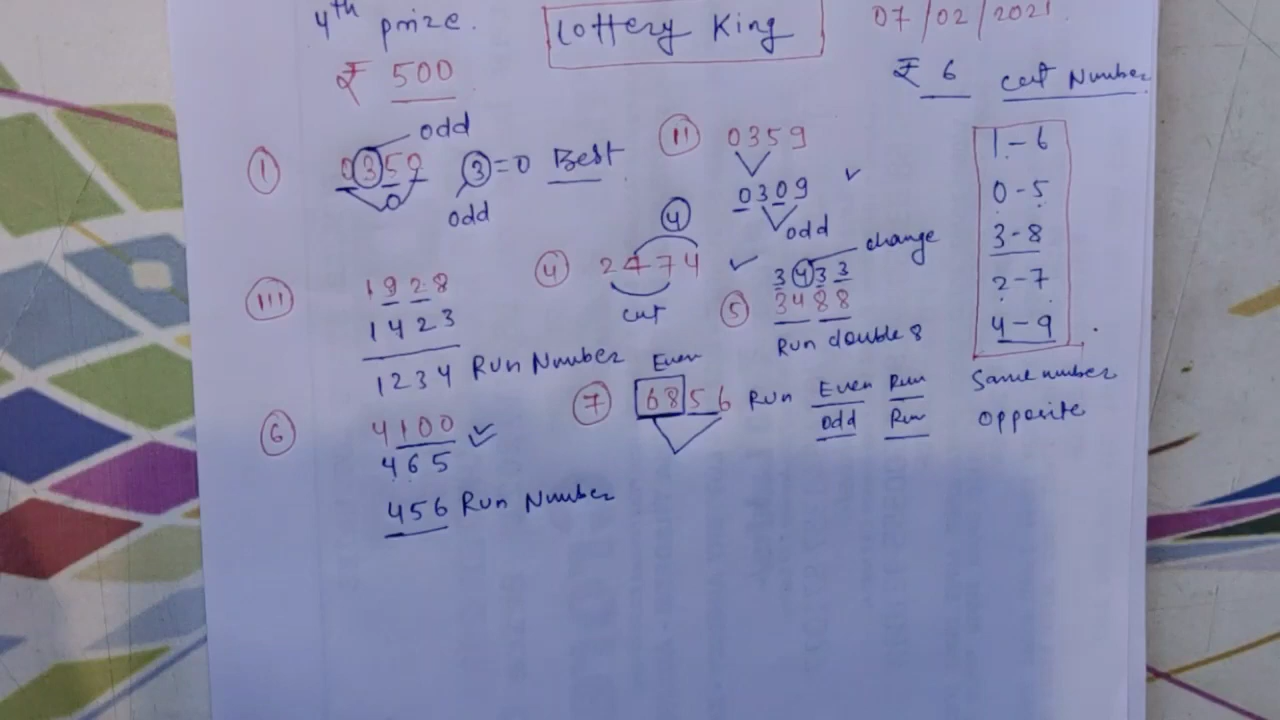 4th prize.
Lottery King
07/02/2021
₹ 500
₹ 6 cut Number
odd
① 0359 ③=0 Best
0
odd
⑪ 0359
0309 ✓
odd
1-6
0-5
3-8
2-7
4-9
Same number
opposite
⑪⑪ 1928
1423
1234 Run Number
④
④ 2474 ✓
cut
change
3433
⑤ 3488
Run double 8
⑥ 4100 ✓
465
456 Run Number
Even
⑦ 6856 Run Even Run
odd Run